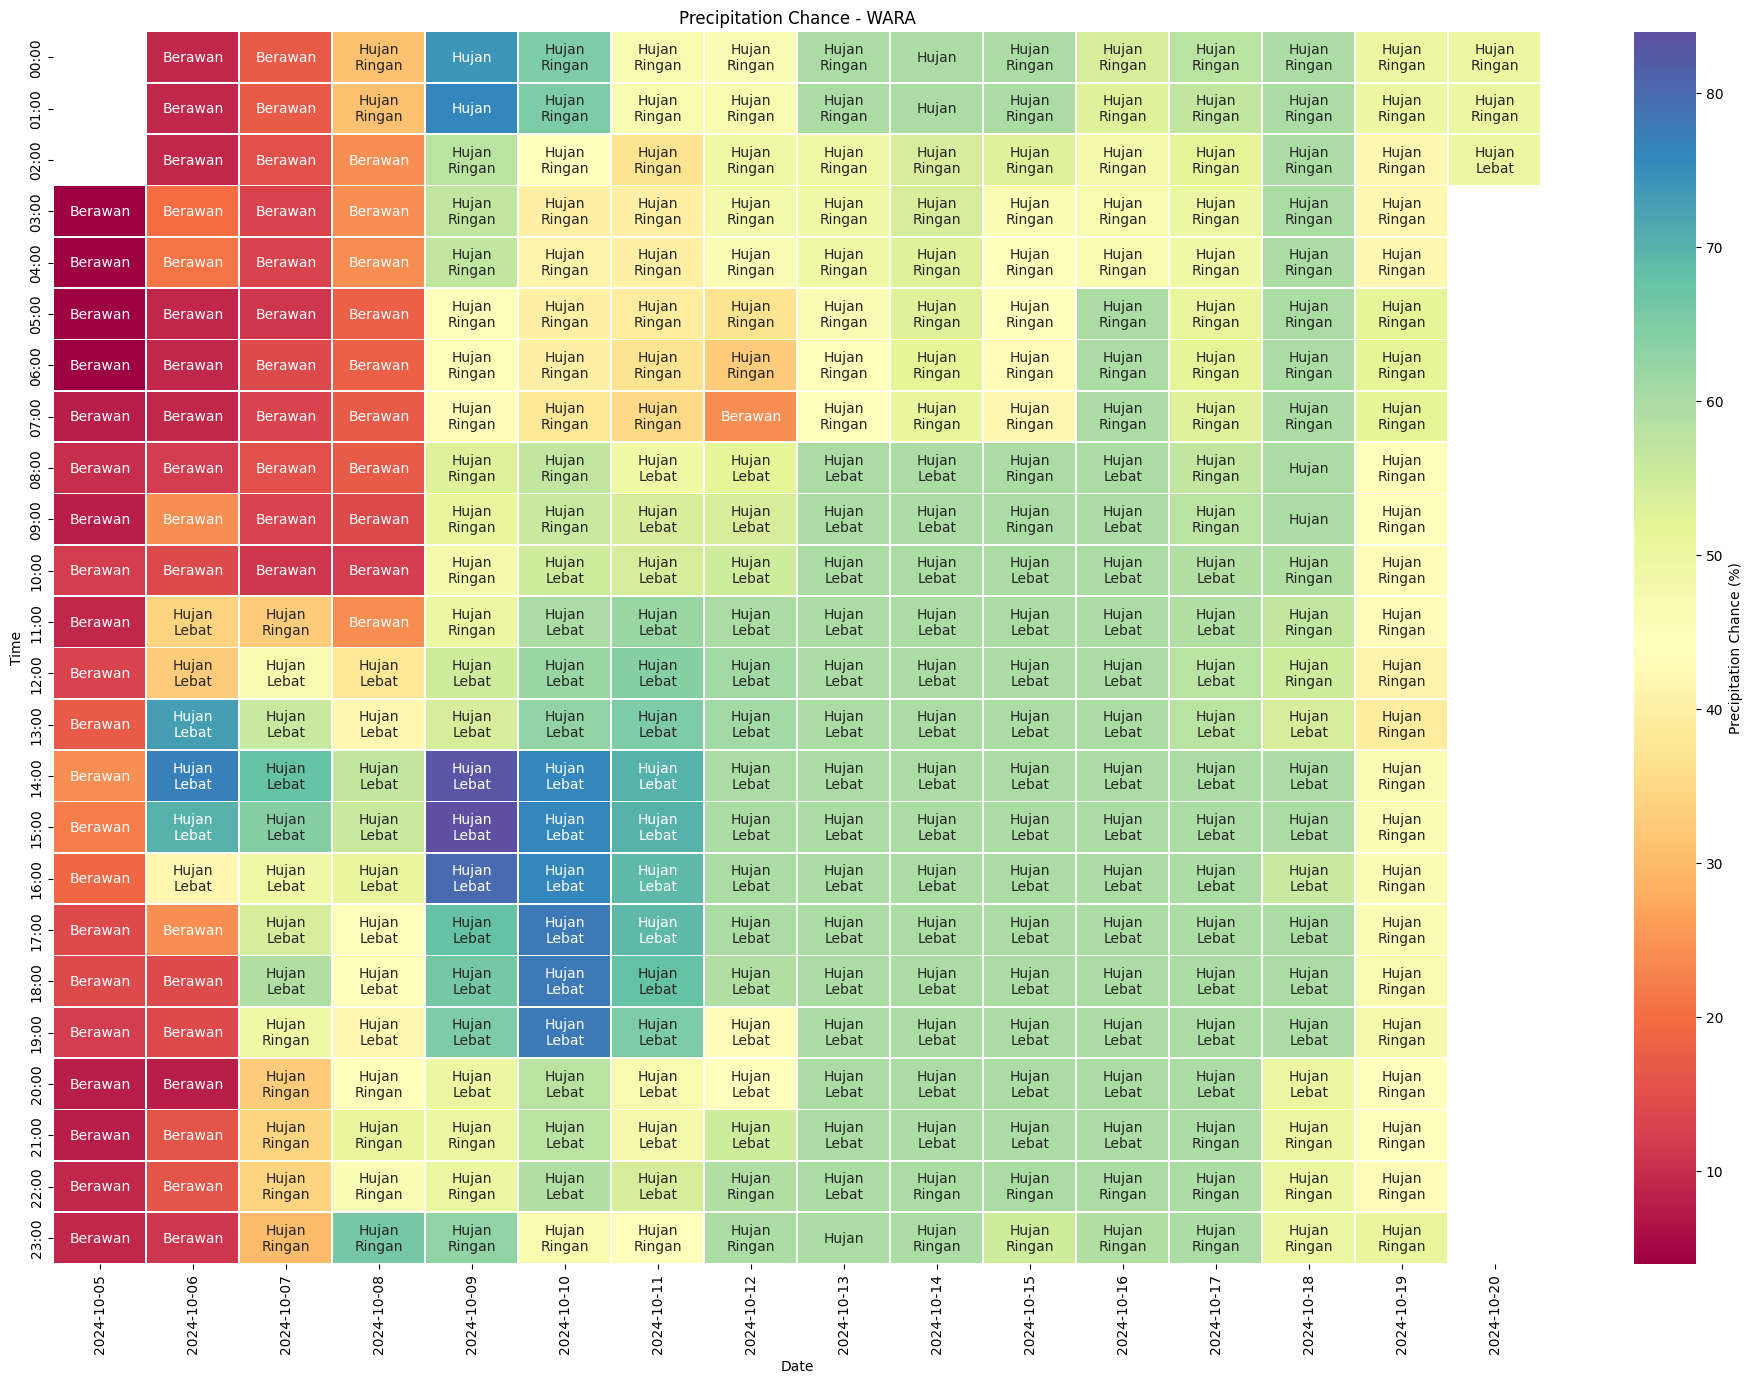 Precipitation Chance - WARA
00:00 Berawan Berawan Hujan Ringan Hujan Hujan Ringan Hujan Ringan Hujan Ringan Hujan Ringan Hujan Hujan Ringan Hujan Ringan Hujan Ringan Hujan Ringan Hujan Ringan Hujan Ringan
01:00 Berawan Berawan Hujan Ringan Hujan Hujan Ringan Hujan Ringan Hujan Ringan Hujan Ringan Hujan Hujan Ringan Hujan Ringan Hujan Ringan Hujan Ringan Hujan Ringan Hujan Ringan
02:00 Berawan Berawan Berawan Hujan Ringan Hujan Ringan Hujan Ringan Hujan Ringan Hujan Ringan Hujan Ringan Hujan Ringan Hujan Ringan Hujan Ringan Hujan Ringan Hujan Ringan Hujan Lebat
03:00 Berawan Berawan Berawan Berawan Hujan Ringan Hujan Ringan Hujan Ringan Hujan Ringan Hujan Ringan Hujan Ringan Hujan Ringan Hujan Ringan Hujan Ringan Hujan Ringan Hujan Ringan
04:00 Berawan Berawan Berawan Berawan Hujan Ringan Hujan Ringan Hujan Ringan Hujan Ringan Hujan Ringan Hujan Ringan Hujan Ringan Hujan Ringan Hujan Ringan Hujan Ringan Hujan Ringan
05:00 Berawan Berawan Berawan Berawan Hujan Ringan Hujan Ringan Hujan Ringan Hujan Ringan Hujan Ringan Hujan Ringan Hujan Ringan Hujan Ringan Hujan Ringan Hujan Ringan Hujan Ringan
06:00 Berawan Berawan Berawan Berawan Hujan Ringan Hujan Ringan Hujan Ringan Hujan Ringan Hujan Ringan Hujan Ringan Hujan Ringan Hujan Ringan Hujan Ringan Hujan Ringan Hujan Ringan
07:00 Berawan Berawan Berawan Berawan Hujan Ringan Hujan Ringan Hujan Ringan Berawan Hujan Ringan Hujan Ringan Hujan Ringan Hujan Ringan Hujan Ringan Hujan Ringan Hujan Ringan
08:00 Berawan Berawan Berawan Berawan Hujan Ringan Hujan Ringan Hujan Lebat Hujan Lebat Hujan Lebat Hujan Lebat Hujan Ringan Hujan Lebat Hujan Ringan Hujan Hujan Ringan
09:00 Berawan Berawan Berawan Berawan Hujan Ringan Hujan Ringan Hujan Lebat Hujan Lebat Hujan Lebat Hujan Lebat Hujan Ringan Hujan Lebat Hujan Ringan Hujan Hujan Ringan
10:00 Berawan Berawan Berawan Berawan Hujan Ringan Hujan Lebat Hujan Lebat Hujan Lebat Hujan Lebat Hujan Lebat Hujan Lebat Hujan Lebat Hujan Lebat Hujan Ringan Hujan Ringan
11:00 Berawan Hujan Lebat Hujan Ringan Berawan Hujan Ringan Hujan Lebat Hujan Lebat Hujan Lebat Hujan Lebat Hujan Lebat Hujan Lebat Hujan Lebat Hujan Lebat Hujan Ringan Hujan Ringan
12:00 Berawan Hujan Lebat Hujan Lebat Hujan Lebat Hujan Lebat Hujan Lebat Hujan Lebat Hujan Lebat Hujan Lebat Hujan Lebat Hujan Lebat Hujan Lebat Hujan Lebat Hujan Ringan Hujan Ringan
13:00 Berawan Hujan Lebat Hujan Lebat Hujan Lebat Hujan Lebat Hujan Lebat Hujan Lebat Hujan Lebat Hujan Lebat Hujan Lebat Hujan Lebat Hujan Lebat Hujan Lebat Hujan Lebat Hujan Ringan
14:00 Berawan Hujan Lebat Hujan Lebat Hujan Lebat Hujan Lebat Hujan Lebat Hujan Lebat Hujan Lebat Hujan Lebat Hujan Lebat Hujan Lebat Hujan Lebat Hujan Lebat Hujan Lebat Hujan Ringan
15:00 Berawan Hujan Lebat Hujan Lebat Hujan Lebat Hujan Lebat Hujan Lebat Hujan Lebat Hujan Lebat Hujan Lebat Hujan Lebat Hujan Lebat Hujan Lebat Hujan Lebat Hujan Lebat Hujan Ringan
16:00 Berawan Hujan Lebat Hujan Lebat Hujan Lebat Hujan Lebat Hujan Lebat Hujan Lebat Hujan Lebat Hujan Lebat Hujan Lebat Hujan Lebat Hujan Lebat Hujan Lebat Hujan Lebat Hujan Ringan
17:00 Berawan Berawan Hujan Lebat Hujan Lebat Hujan Lebat Hujan Lebat Hujan Lebat Hujan Lebat Hujan Lebat Hujan Lebat Hujan Lebat Hujan Lebat Hujan Lebat Hujan Lebat Hujan Ringan
18:00 Berawan Berawan Hujan Lebat Hujan Lebat Hujan Lebat Hujan Lebat Hujan Lebat Hujan Lebat Hujan Lebat Hujan Lebat Hujan Lebat Hujan Lebat Hujan Lebat Hujan Lebat Hujan Ringan
19:00 Berawan Berawan Hujan Ringan Hujan Lebat Hujan Lebat Hujan Lebat Hujan Lebat Hujan Lebat Hujan Lebat Hujan Lebat Hujan Lebat Hujan Lebat Hujan Lebat Hujan Lebat Hujan Ringan
20:00 Berawan Berawan Hujan Ringan Hujan Ringan Hujan Lebat Hujan Lebat Hujan Lebat Hujan Lebat Hujan Lebat Hujan Lebat Hujan Lebat Hujan Lebat Hujan Lebat Hujan Lebat Hujan Ringan
21:00 Berawan Berawan Hujan Ringan Hujan Ringan Hujan Ringan Hujan Lebat Hujan Lebat Hujan Lebat Hujan Lebat Hujan Lebat Hujan Lebat Hujan Lebat Hujan Ringan Hujan Ringan Hujan Ringan
22:00 Berawan Berawan Hujan Ringan Hujan Ringan Hujan Ringan Hujan Lebat Hujan Lebat Hujan Ringan Hujan Lebat Hujan Ringan Hujan Ringan Hujan Ringan Hujan Ringan Hujan Ringan Hujan Ringan
23:00 Berawan Berawan Hujan Ringan Hujan Ringan Hujan Ringan Hujan Ringan Hujan Ringan Hujan Ringan Hujan Hujan Ringan Hujan Ringan Hujan Ringan Hujan Ringan Hujan Ringan Hujan Ringan
Time
2024-10-05 2024-10-06 2024-10-07 2024-10-08 2024-10-09 2024-10-10 2024-10-11 2024-10-12 2024-10-13 2024-10-14 2024-10-15 2024-10-16 2024-10-17 2024-10-18 2024-10-19 2024-10-20
Date
80
70
60
50
40
30
20
10
Precipitation Chance (%)